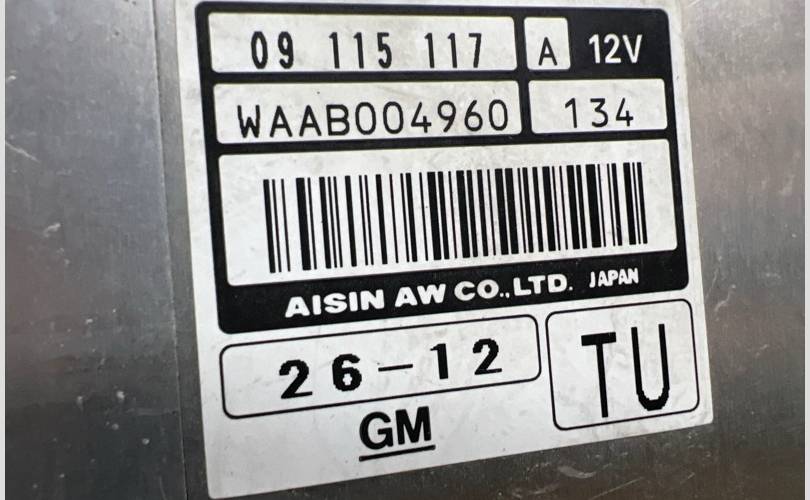 09 115 117 A 12V
WAAB004960 134
AISIN AW CO.,LTD. JAPAN
26-12 TU
GM